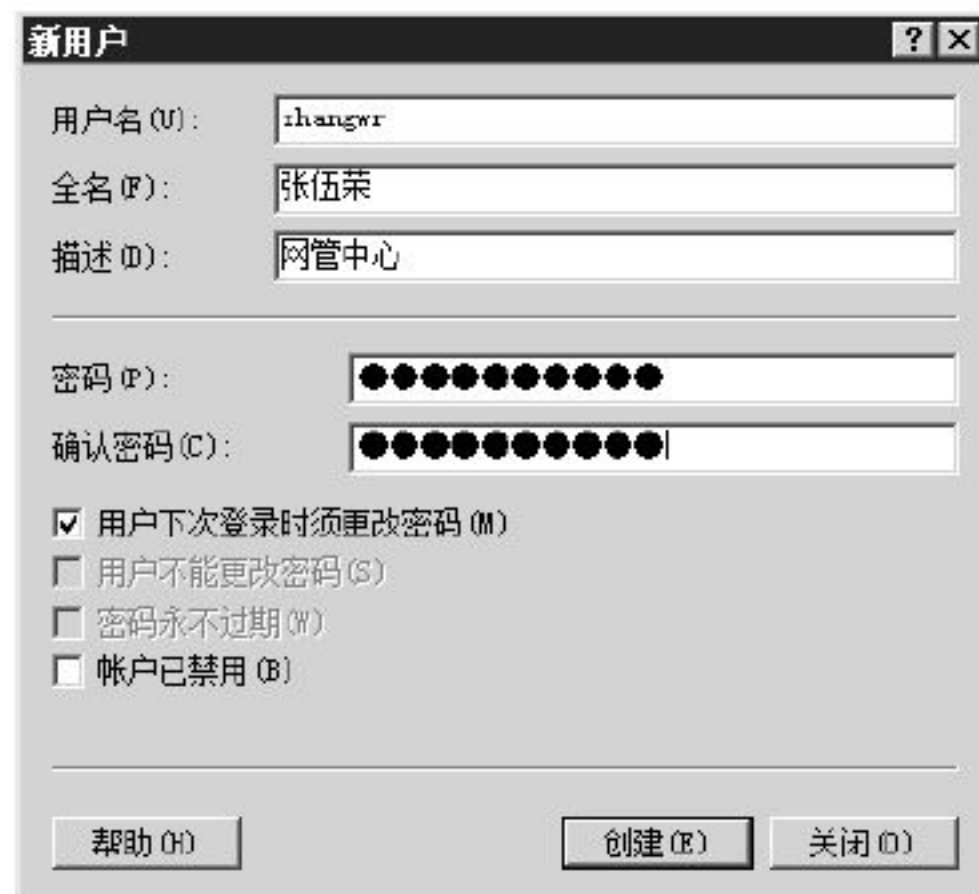 新用户
用户名(U): zhangwr
全名(F): 张伍荣
描述(D): 网管中心
密码(P): ●●●●●●●●●●
确认密码(C): ●●●●●●●●●●
用户下次登录时须更改密码(M)
用户不能更改密码(S)
密码永不过期(W)
帐户已禁用(B)
帮助(H) 创建(E) 关闭(O)